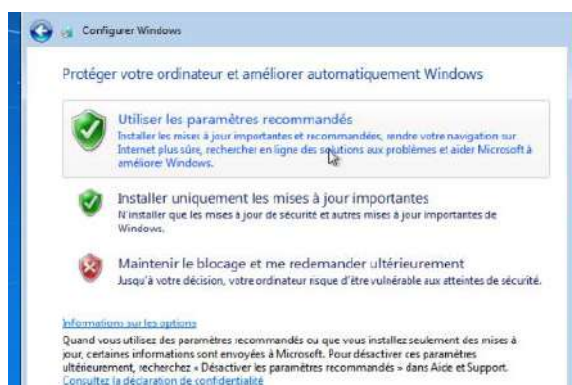 Configurer Windows
Protéger votre ordinateur et améliorer automatiquement Windows
Utiliser les paramètres recommandés
Installer les mises à jour importantes et recommandées, rendre votre navigation sur
Internet plus sûre, rechercher en ligne des solutions aux problèmes et aider Microsoft à
améliorer Windows.
Installer uniquement les mises à jour importantes
N'installer que les mises à jour de sécurité et autres mises à jour importantes de
Windows.
Maintenir le blocage et me redemander ultérieurement
Jusqu'à votre décision, votre ordinateur risque d'être vulnérable aux atteintes de sécurité.
Informations sur les options
Quand vous utilisez des paramètres recommandés ou que vous installez seulement des mises à
jour, certaines informations sont envoyées à Microsoft. Pour désactiver ces paramètres
ultérieurement, recherchez « Désactiver les paramètres recommandés » dans Aide et Support.
Consultez la déclaration de confidentialité